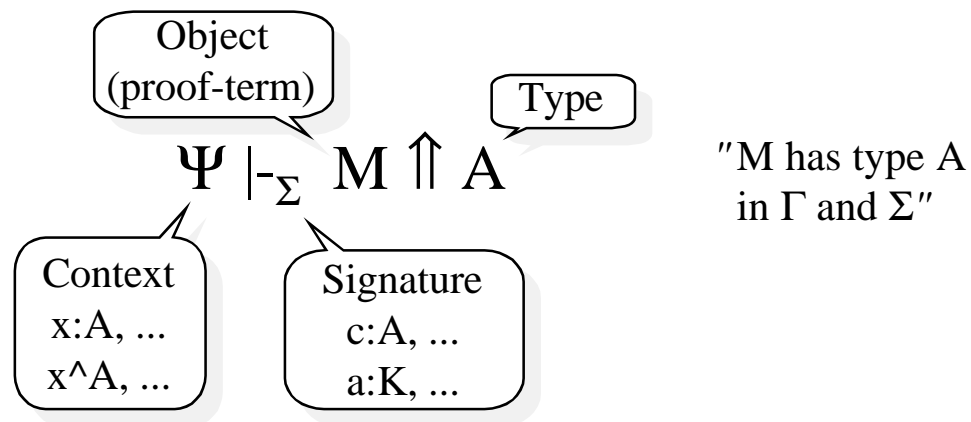 Object
(proof-term)
Type
Ψ |-Σ M ⇑ A
"M has type A
in Γ and Σ"
Context
x:A, ...
x^A, ...
Signature
c:A, ...
a:K, ...